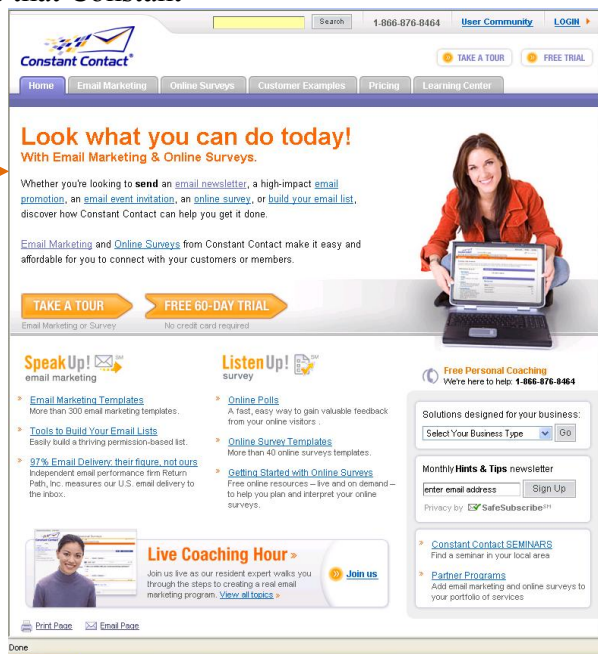 that Constant
Search
1-866-876-8464
User Community
LOGIN
Constant Contact®
TAKE A TOUR
FREE TRIAL
Home
Email Marketing
Online Surveys
Customer Examples
Pricing
Learning Center
Look what you can do today!
With Email Marketing & Online Surveys.
Whether you're looking to send an email newsletter, a high-impact email
promotion, an email event invitation, an online survey, or build your email list,
discover how Constant Contact can help you get it done.
Email Marketing and Online Surveys from Constant Contact make it easy and
affordable for you to connect with your customers or members.
TAKE A TOUR
Email Marketing or Survey
FREE 60-DAY TRIAL
No credit card required
SpeakUp! SM
email marketing
Email Marketing Templates
More than 300 email marketing templates.
Tools to Build Your Email Lists
Easily build a thriving permission-based list.
97% Email Delivery: their figure, not ours
Independent email performance firm Return
Path, Inc. measures our U.S. email delivery to
the inbox.
ListenUp! SM
survey
Online Polls
A fast, easy way to gain valuable feedback
from your online visitors .
Online Survey Templates
More than 40 online surveys templates.
Getting Started with Online Surveys
Free online resources – live and on demand –
to help you plan and interpret your online
surveys.
Free Personal Coaching
We're here to help: 1-866-876-8464
Solutions designed for your business:
Select Your Business Type
Go
Monthly Hints & Tips newsletter
enter email address
Sign Up
Privacy by SafeSubscribe SM
Constant Contact SEMINARS
Find a seminar in your local area
Partner Programs
Add email marketing and online surveys to
your portfolio of services
Live Coaching Hour »
Join us live as our resident expert walks you
through the steps to creating a real email
marketing program. View all topics »
Join us
Print Page
Email Page
Done